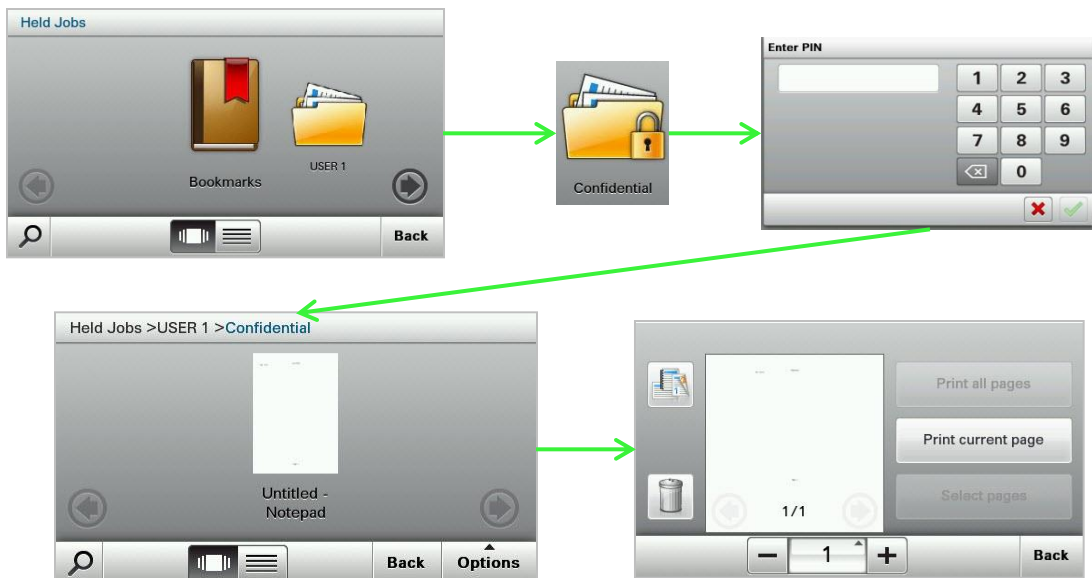 Held Jobs
Bookmarks
USER 1
Back
Confidential
Enter PIN
1 2 3
4 5 6
7 8 9
0
Held Jobs >USER 1 >Confidential
Untitled -
Notepad
Back
Options
Print all pages
Print current page
Select pages
1/1
1
Back